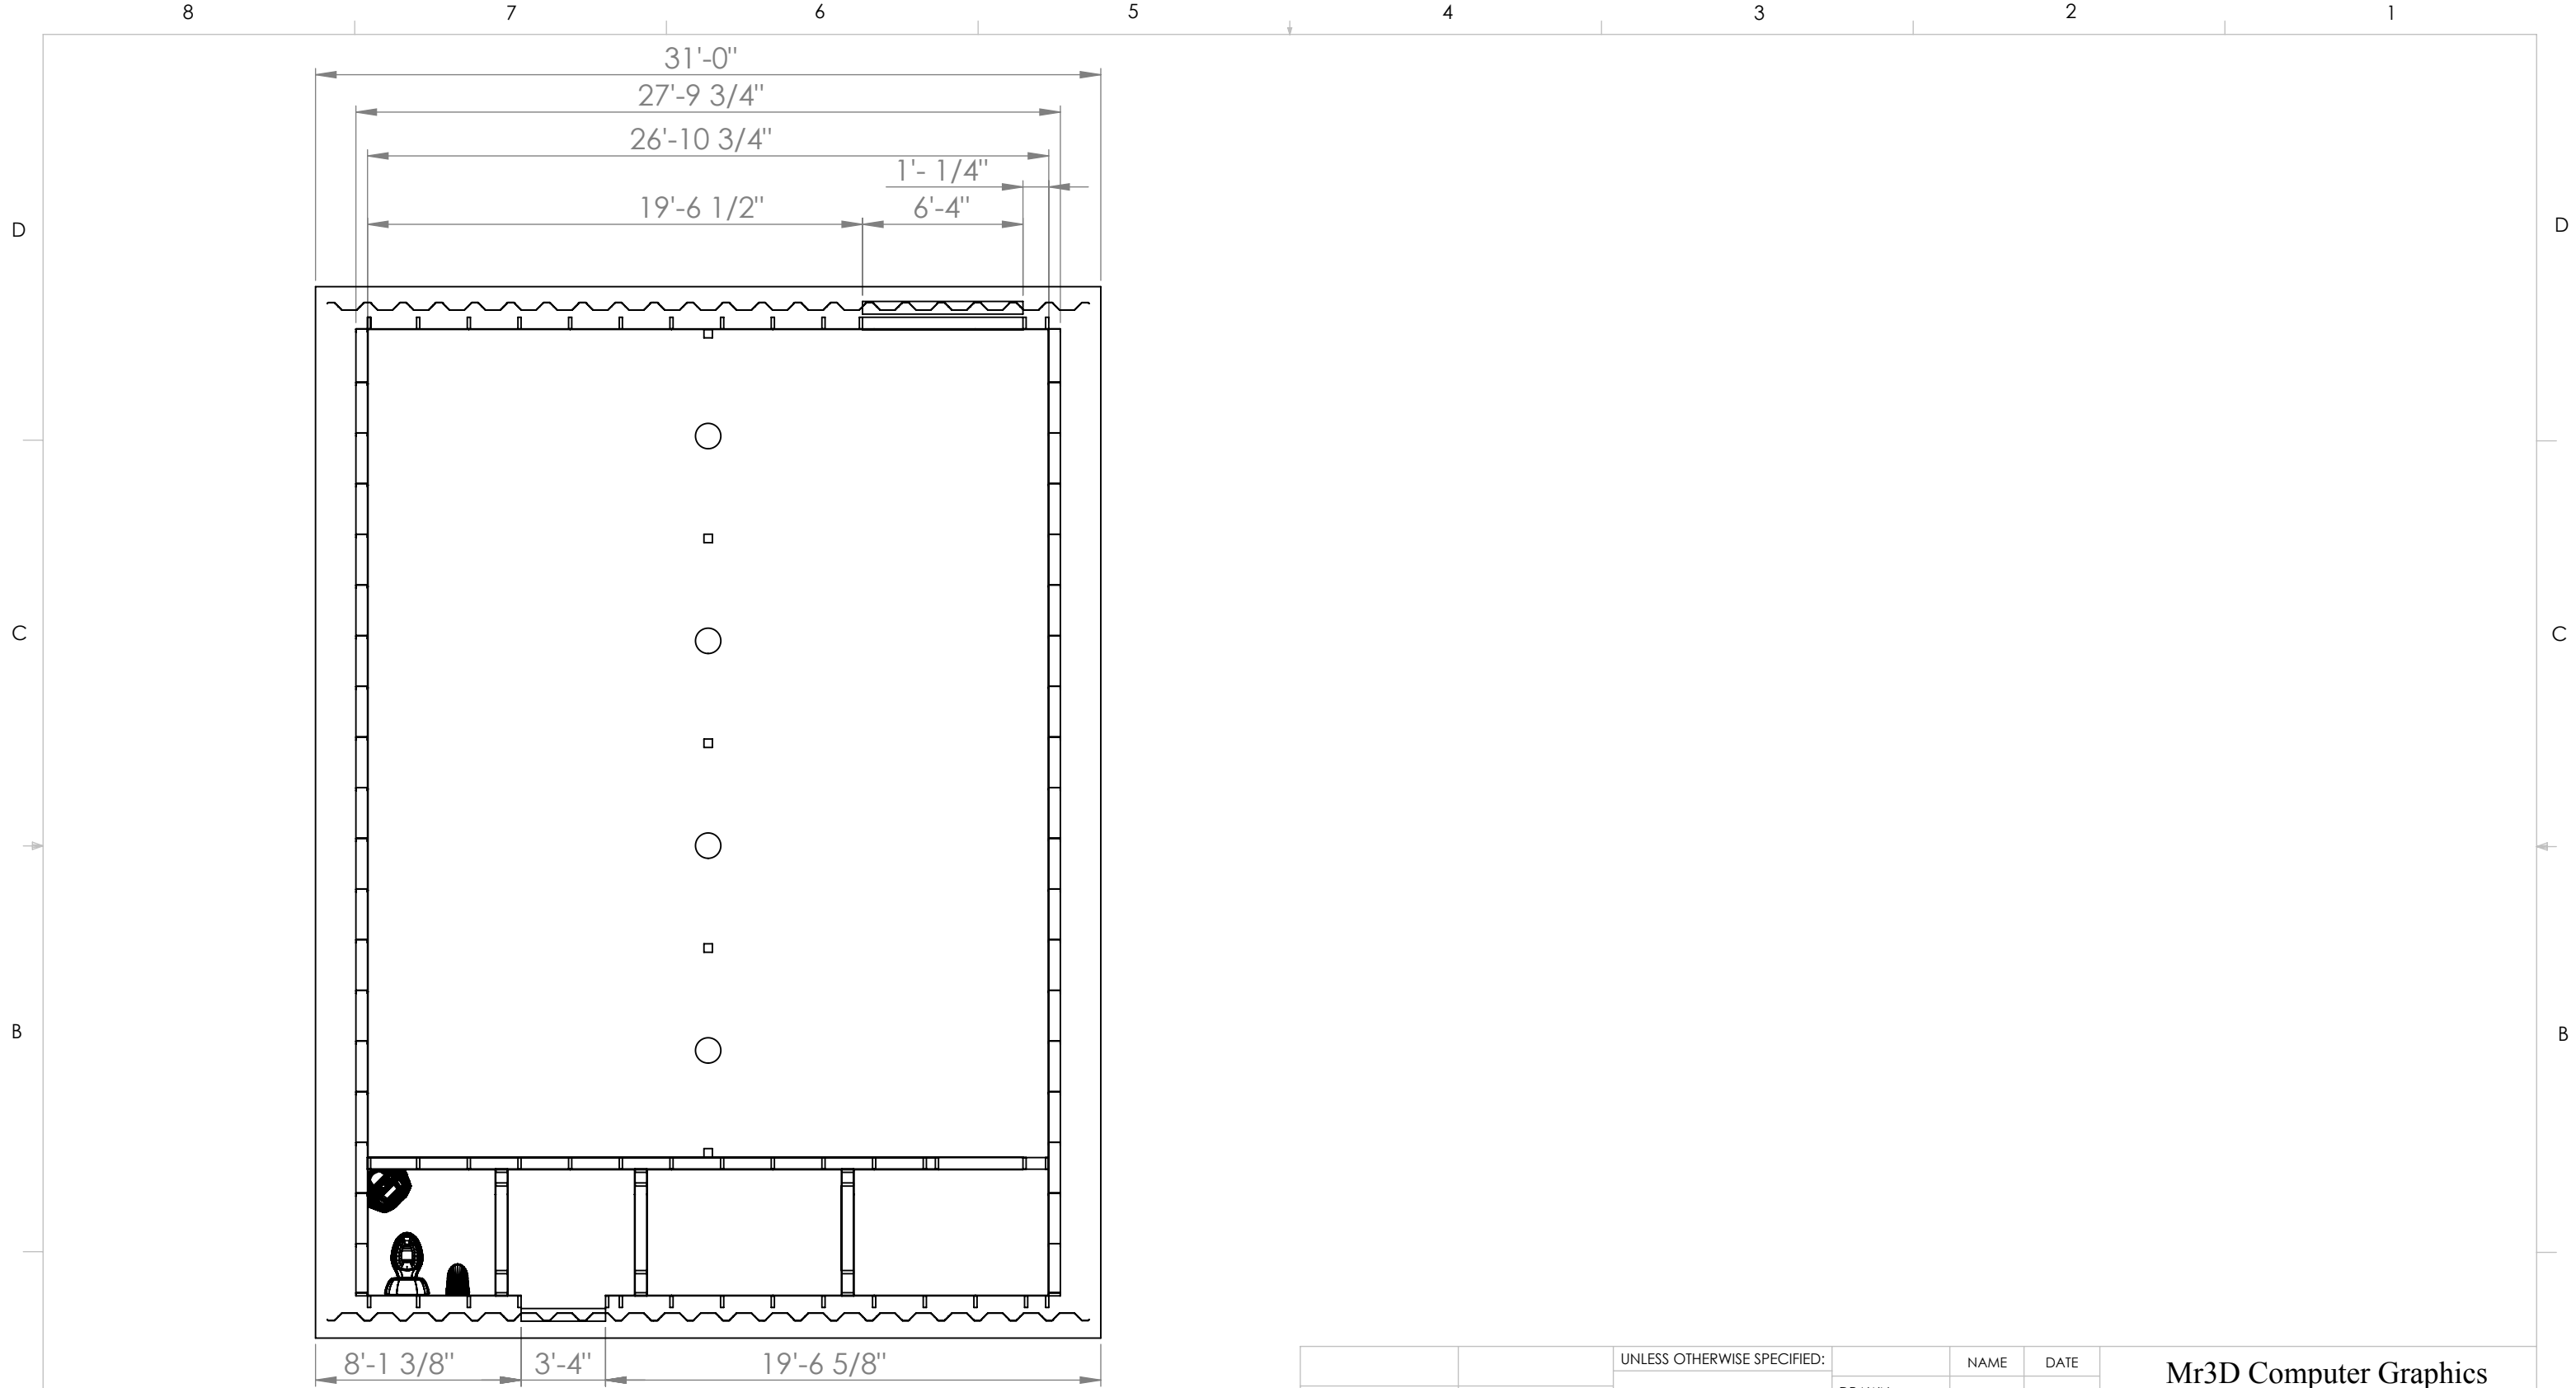 8 7 6 5 4 3 2 1
31'-0"
27'-9 3/4"
26'-10 3/4"
1'- 1/4"
19'-6 1/2" 6'-4"
D D
C C
B B
8'-1 3/8" 3'-4" 19'-6 5/8"
UNLESS OTHERWISE SPECIFIED: NAME DATE
Mr3D Computer Graphics